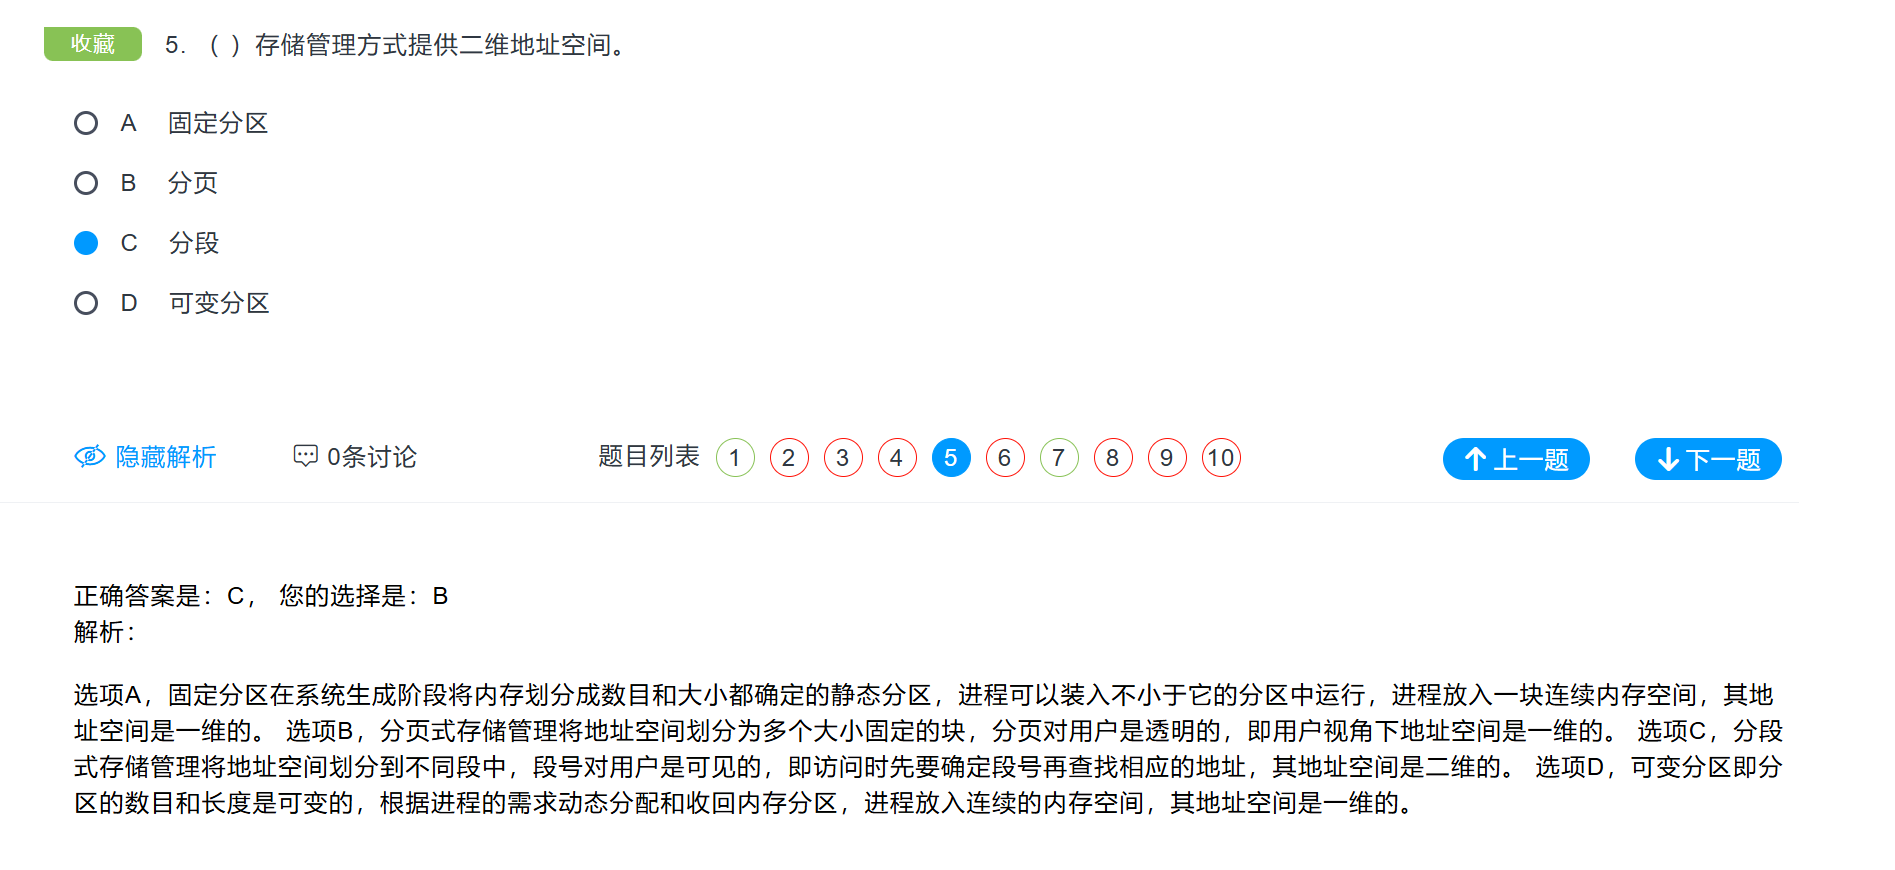 收藏 5. ( ) 存储管理方式提供二维地址空间。
A 固定分区
B 分页
C 分段
D 可变分区
隐藏解析 0条讨论 题目列表 1 2 3 4 5 6 7 8 9 10 上一题 下一题
正确答案是：C， 您的选择是：B
解析：
选项A，固定分区在系统生成阶段将内存划分成数目和大小都确定的静态分区，进程可以装入不小于它的分区中运行，进程放入一块连续内存空间，其地
址空间是一维的。 选项B，分页式存储管理将地址空间划分为多个大小固定的块，分页对用户是透明的，即用户视角下地址空间是一维的。 选项C，分段
式存储管理将地址空间划分到不同段中，段号对用户是可见的，即访问时先要确定段号再查找相应的地址，其地址空间是二维的。 选项D，可变分区即分
区的数目和长度是可变的，根据进程的需求动态分配和收回内存分区，进程放入连续的内存空间，其地址空间是一维的。